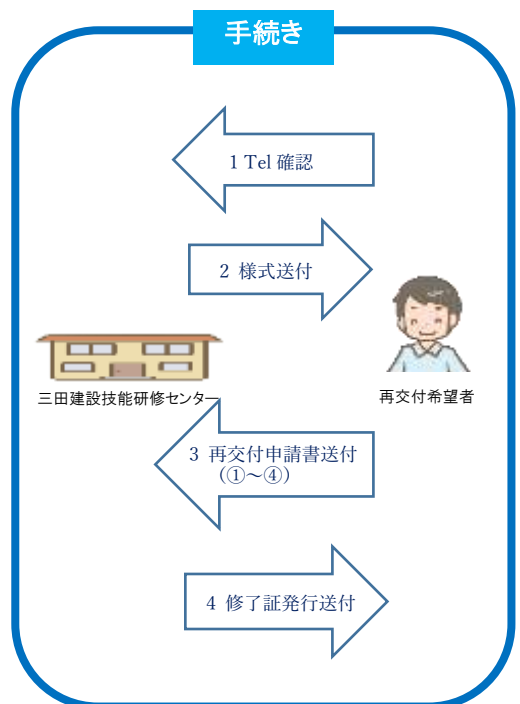 手続き
1 Tel 確認
2 様式送付
三田建設技能研修センター
再交付希望者
3 再交付申請書送付
（①～④）
4 修了証発行送付